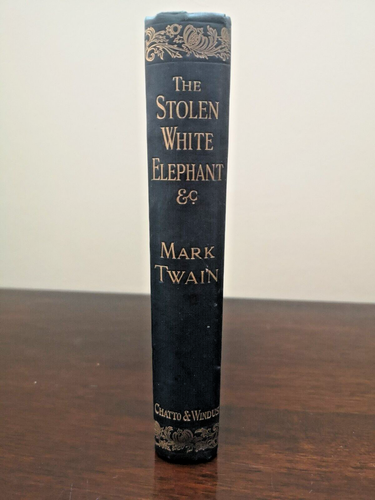 The
Stolen
White
Elephant
&c
Mark
Twain
Chatto & Windus